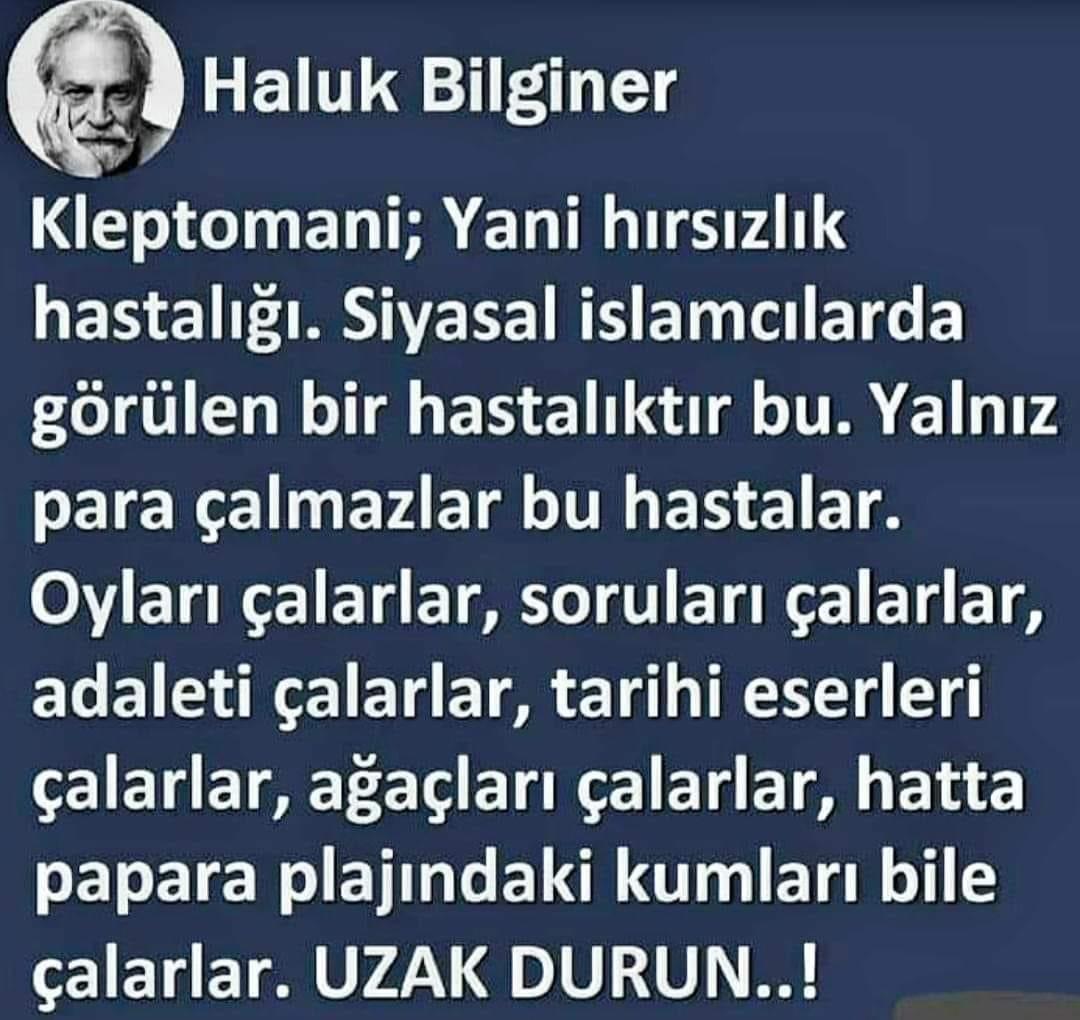 Haluk Bilginer
Kleptomani; Yani hırsızlık
hastalığı. Siyasal islamcılarda
görülen bir hastalıktır bu. Yalnız
para çalmazlar bu hastalar.
Oyları çalarlar, soruları çalarlar,
adaleti çalarlar, tarihi eserleri
çalarlar, ağaçları çalarlar, hatta
papara plajındaki kumları bile
çalarlar. UZAK DURUN..!